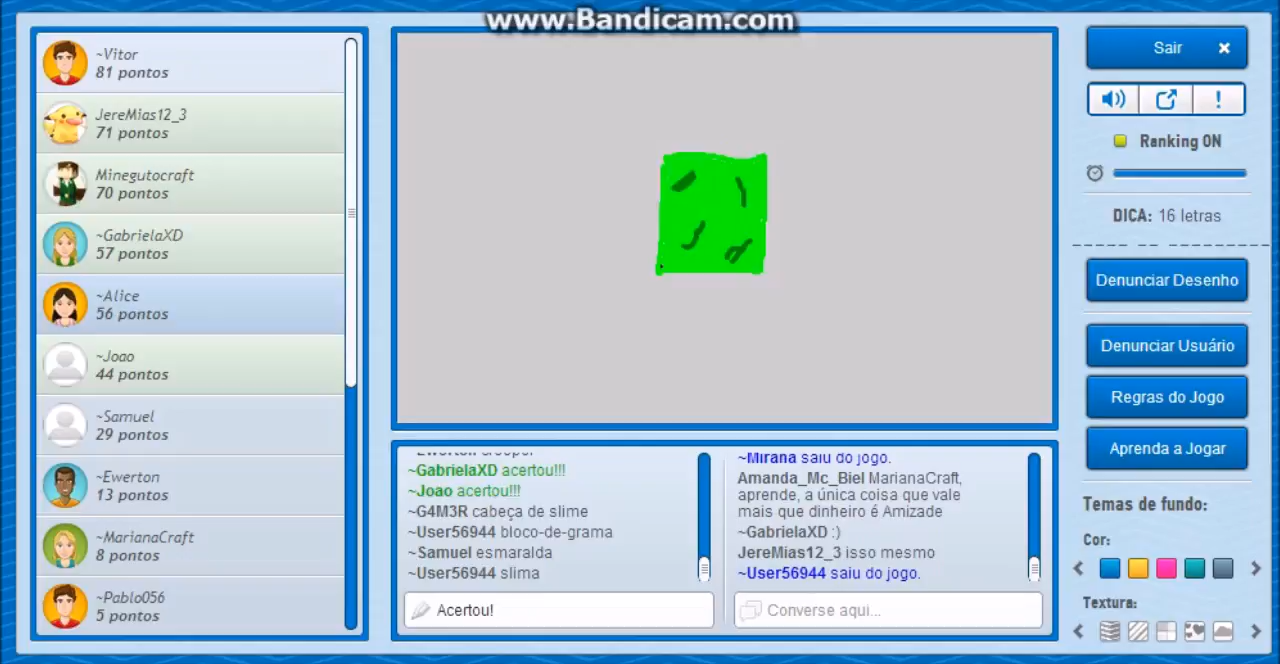 www.Bandicam.com
~Vitor
81 pontos
JereMias12_3
71 pontos
Minegutocraft
70 pontos
~GabrielaXD
57 pontos
~Alice
56 pontos
~Joao
44 pontos
~Samuel
29 pontos
~Ewerton
13 pontos
~MarianaCraft
8 pontos
~Pablo056
5 pontos
~GabrielaXD acertou!!!
~Joao acertou!!!
~G4M3R cabeça de slime
~User56944 bloco-de-grama
~Samuel esmaralda
~User56944 slima
Acertou!
~Mirana saiu do jogo.
Amanda_Mc_Biel MarianaCraft,
aprende, a única coisa que vale
mais que dinheiro é Amizade
~GabrielaXD :)
JereMias12_3 isso mesmo
~User56944 saiu do jogo.
Converse aqui...
Sair
Ranking ON
DICA: 16 letras
Denunciar Desenho
Denunciar Usuário
Regras do Jogo
Aprenda a Jogar
Temas de fundo:
Cor:
Textura: